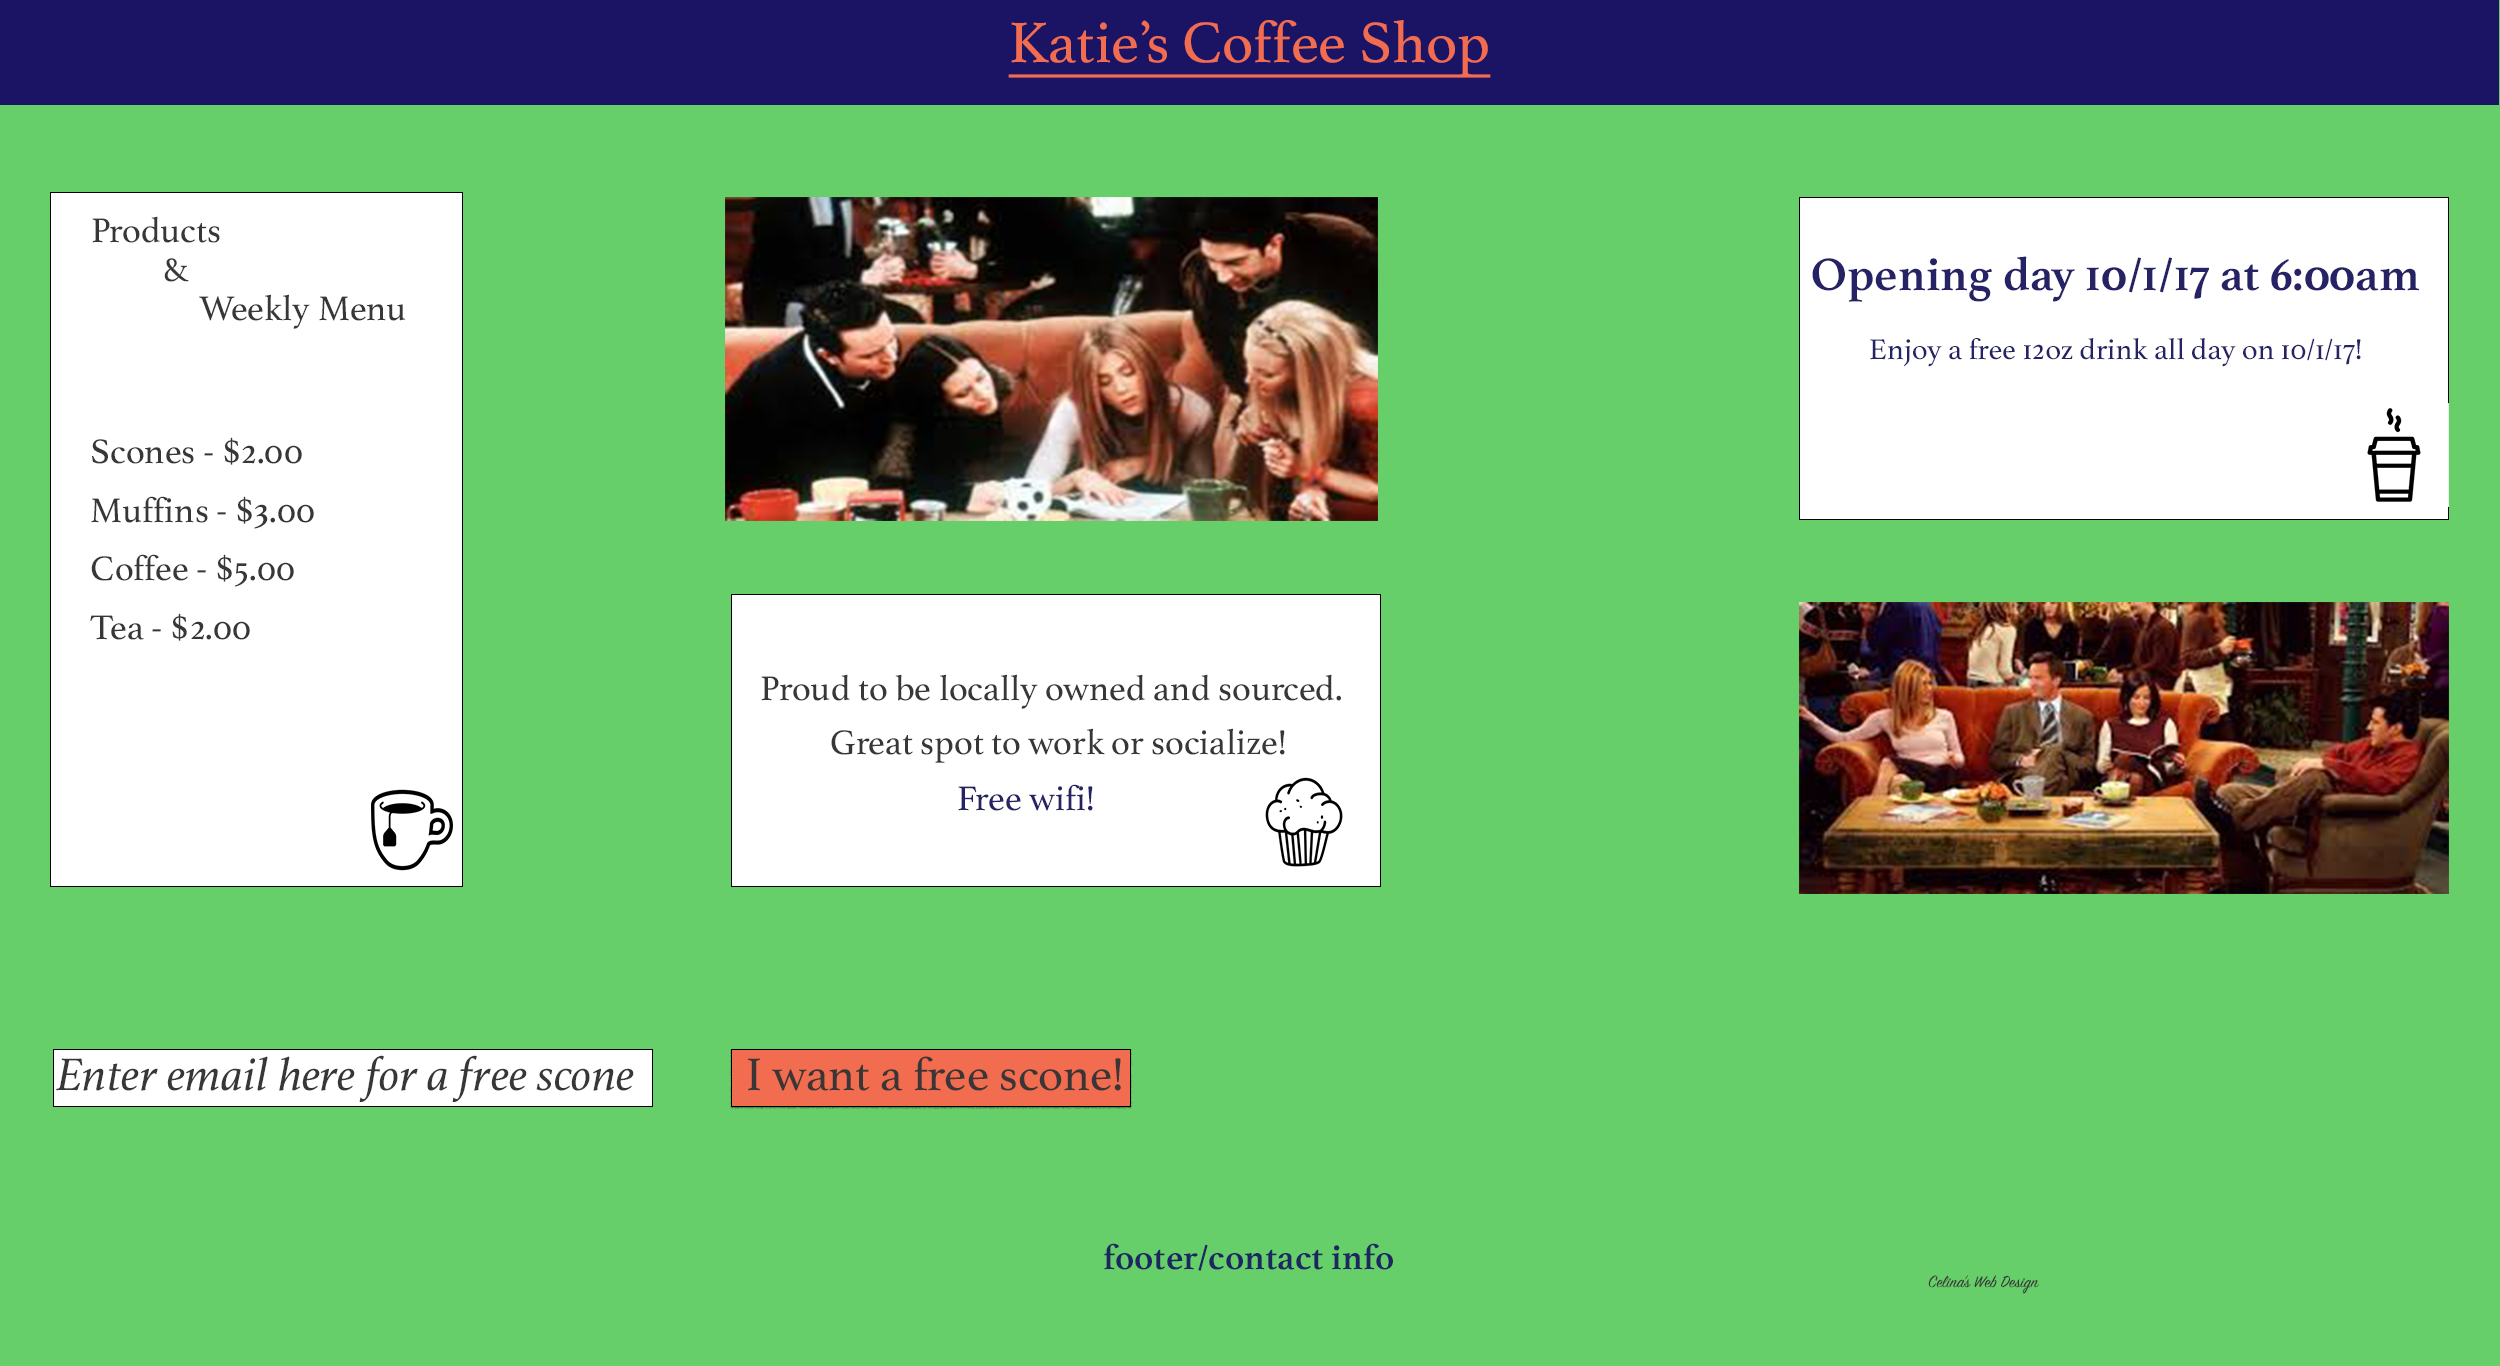 Katie’s Coffee Shop
Products
&
Weekly Menu
Scones - $2.00
Muffins - $3.00
Coffee - $5.00
Tea - $2.00
Proud to be locally owned and sourced.
Great spot to work or socialize!
Free wifi!
Opening day 10/1/17 at 6:00am
Enjoy a free 12oz drink all day on 10/1/17!
Enter email here for a free scone
I want a free scone!
footer/contact info
Celina's Web Design